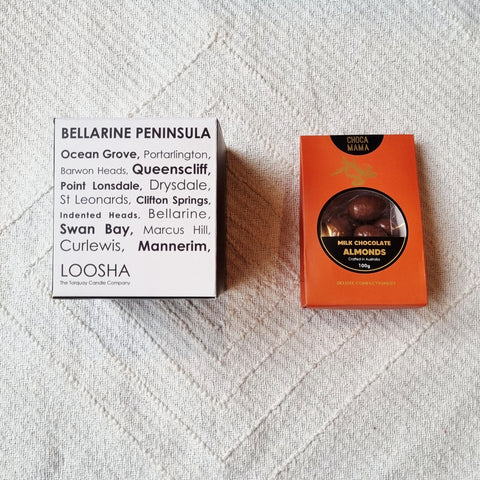 BELLARINE PENINSULA
Ocean Grove, Portarlington,
Barwon Heads, Queenscliff,
Point Lonsdale, Drysdale,
St Leonards, Clifton Springs,
Indented Heads, Bellarine,
Swan Bay, Marcus Hill,
Curlewis, Mannerim,
LOOSHA
The Torquay Candle Company
CHOCA
MAMA
MILK CHOCOLATE
ALMONDS
Crafted in Australia
100g
DELUXE CONFECTIONERY